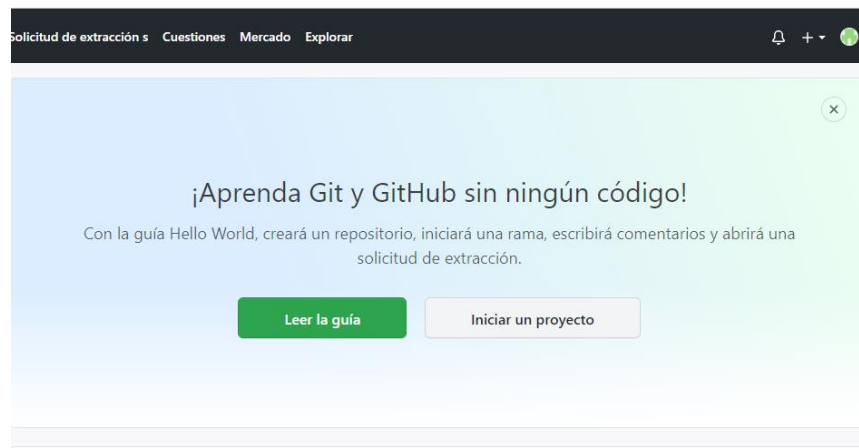 Solicitud de extracción s Cuestiones Mercado Explorar
¡Aprenda Git y GitHub sin ningún código!
Con la guía Hello World, creará un repositorio, iniciará una rama, escribirá comentarios y abrirá una
solicitud de extracción.
Leer la guía Iniciar un proyecto